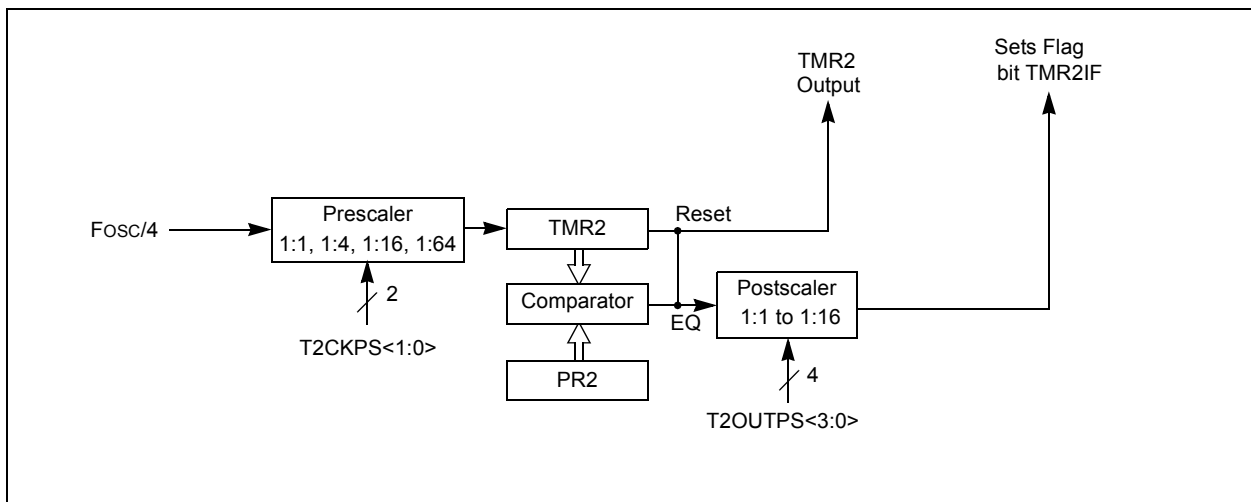 TMR2
Output
Sets Flag
bit TMR2IF
Fosc/4
Prescaler
1:1, 1:4, 1:16, 1:64
2
T2CKPS<1:0>
TMR2
Reset
Comparator
EQ
PR2
Postscaler
1:1 to 1:16
4
T2OUTPS<3:0>